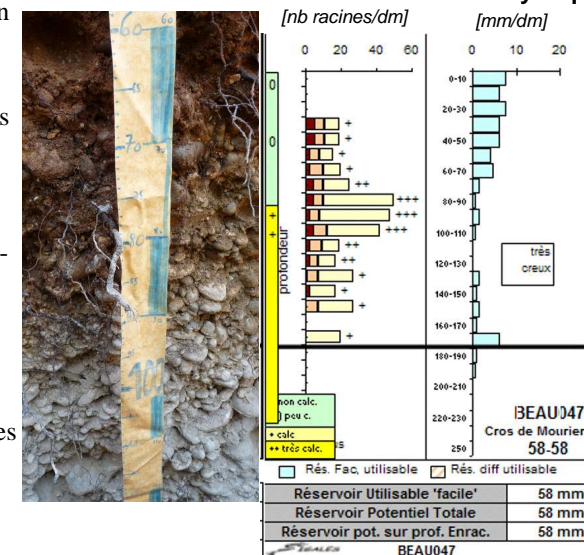 n
s
-
es
60
70
80
100
[nb racines/dm] [mm/dm]
0 20 40 60
0 10 20
0
0
+
+
profondeur
+
+
+
+
++
+++
+++
+++
++
++
+
+
+
+
0-10
20-30
40-50
60-70
80-90
100-110
120-130
140-150
160-170
180-190
200-210
220-230
250
très
creux
non calc.
) peu c.
+ calc
++ très calc.
us
BEAU047
Cros de Mourier
58-58
Rés. Fac, utilisable Rés. diff utilisable
Réservoir Utilisable 'facile' 58 mm
Réservoir Potentiel Totale 58 mm
Réservoir pot. sur prof. Enrac. 58 mm
SIGALES BEAU047